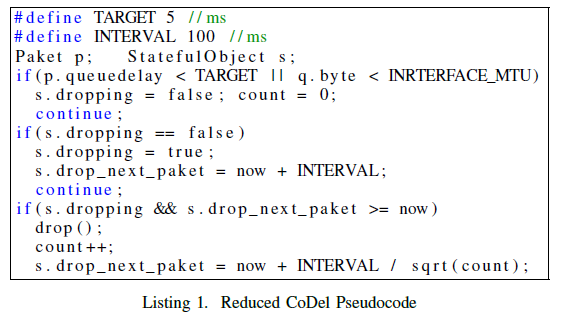 #define TARGET 5 //ms
#define INTERVAL 100 //ms
Paket p; StatefulObject s;
if(p.queuedelay < TARGET || q.byte < INRTERFACE_MTU)
s.dropping = false; count = 0;
continue;
if(s.dropping == false)
s.dropping = true;
s.drop_next_paket = now + INTERVAL;
continue;
if(s.dropping && s.drop_next_paket >= now)
drop();
count++;
s.drop_next_paket = now + INTERVAL / sqrt(count);
Listing 1. Reduced CoDel Pseudocode